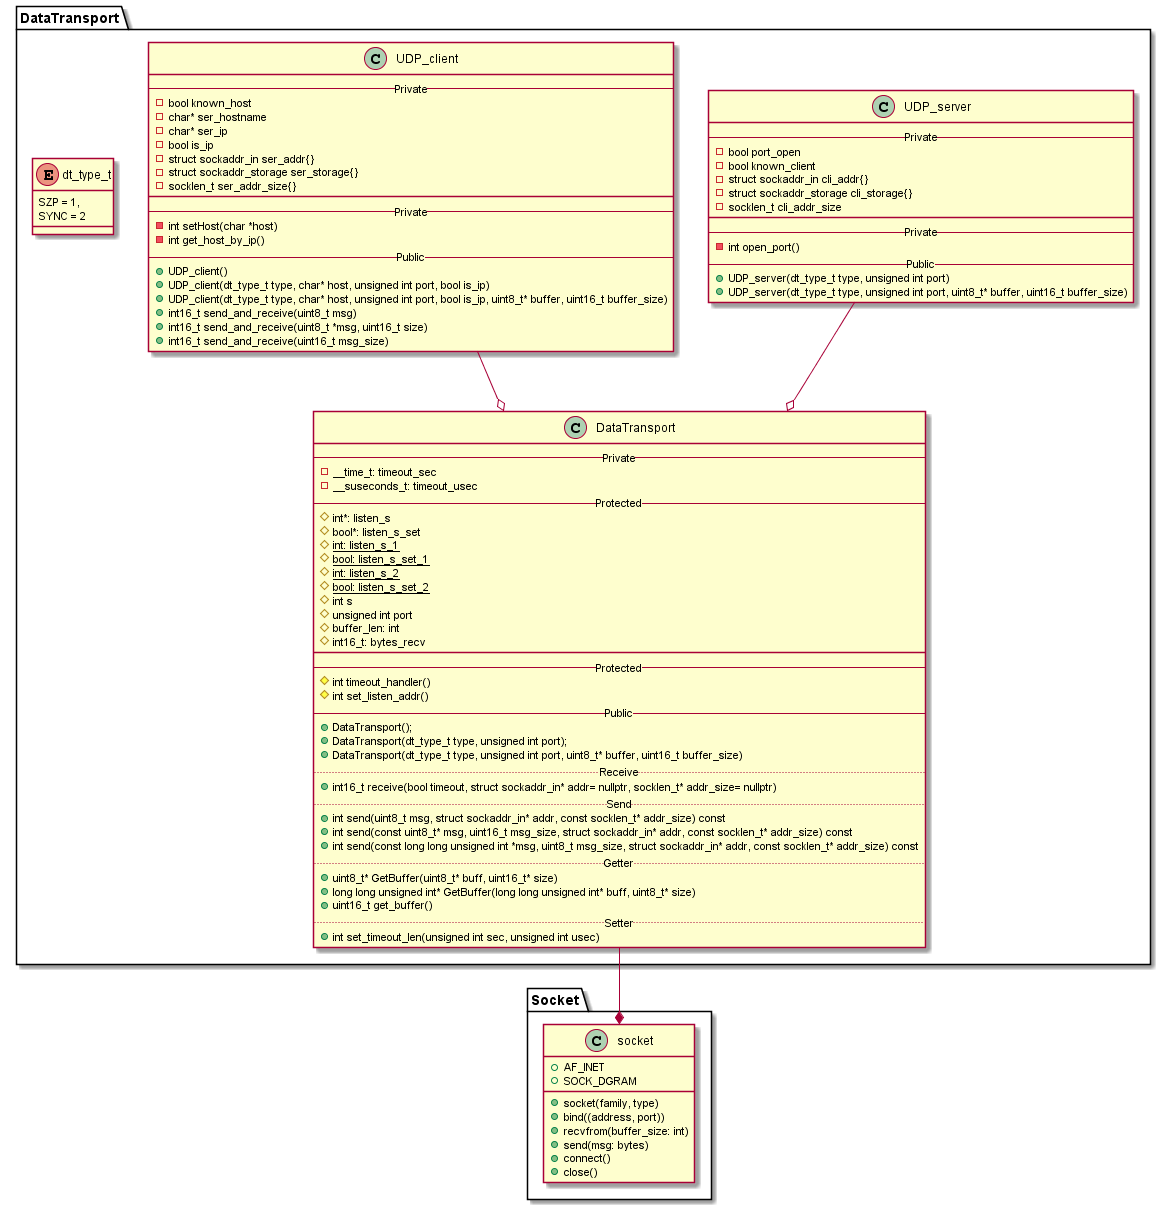 DataTransport
C UDP_client
Private
bool known_host
char* ser_hostname
char* ser_ip
bool is_ip
struct sockaddr_in ser_addr{}
struct sockaddr_storage ser_storage{}
socklen_t ser_addr_size{}
Private
int setHost(char *host)
int get_host_by_ip()
Public
UDP_client()
UDP_client(dt_type_t type, char* host, unsigned int port, bool is_ip)
UDP_client(dt_type_t type, char* host, unsigned int port, bool is_ip, uint8_t* buffer, uint16_t buffer_size)
int16_t send_and_receive(uint8_t msg)
int16_t send_and_receive(uint8_t *msg, uint16_t size)
int16_t send_and_receive(uint16_t msg_size)
C UDP_server
Private
bool port_open
bool known_client
struct sockaddr_in cli_addr{}
struct sockaddr_storage cli_storage{}
socklen_t cli_addr_size
Private
int open_port()
Public
UDP_server(dt_type_t type, unsigned int port)
UDP_server(dt_type_t type, unsigned int port, uint8_t* buffer, uint16_t buffer_size)
E dt_type_t
SZP = 1,
SYNC = 2
C DataTransport
Private
__time_t: timeout_sec
__suseconds_t: timeout_usec
Protected
int*: listen_s
bool*: listen_s_set
int: listen_s_1
bool: listen_s_set_1
int: listen_s_2
bool: listen_s_set_2
int s
unsigned int port
buffer_len: int
int16_t: bytes_recv
Protected
int timeout_handler()
int set_listen_addr()
Public
DataTransport();
DataTransport(dt_type_t type, unsigned int port);
DataTransport(dt_type_t type, unsigned int port, uint8_t* buffer, uint16_t buffer_size)
Receive
int16_t receive(bool timeout, struct sockaddr_in* addr= nullptr, socklen_t* addr_size= nullptr)
Send
int send(uint8_t msg, struct sockaddr_in* addr, const socklen_t* addr_size) const
int send(const uint8_t* msg, uint16_t msg_size, struct sockaddr_in* addr, const socklen_t* addr_size) const
int send(const long long unsigned int *msg, uint8_t msg_size, struct sockaddr_in* addr, const socklen_t* addr_size) const
Getter
uint8_t* GetBuffer(uint8_t* buff, uint16_t* size)
long long unsigned int* GetBuffer(long long unsigned int* buff, uint8_t* size)
uint16_t get_buffer()
Setter
int set_timeout_len(unsigned int sec, unsigned int usec)
Socket
C socket
AF_INET
SOCK_DGRAM
socket(family, type)
bind((address, port))
recvfrom(buffer_size: int)
send(msg: bytes)
connect()
close()